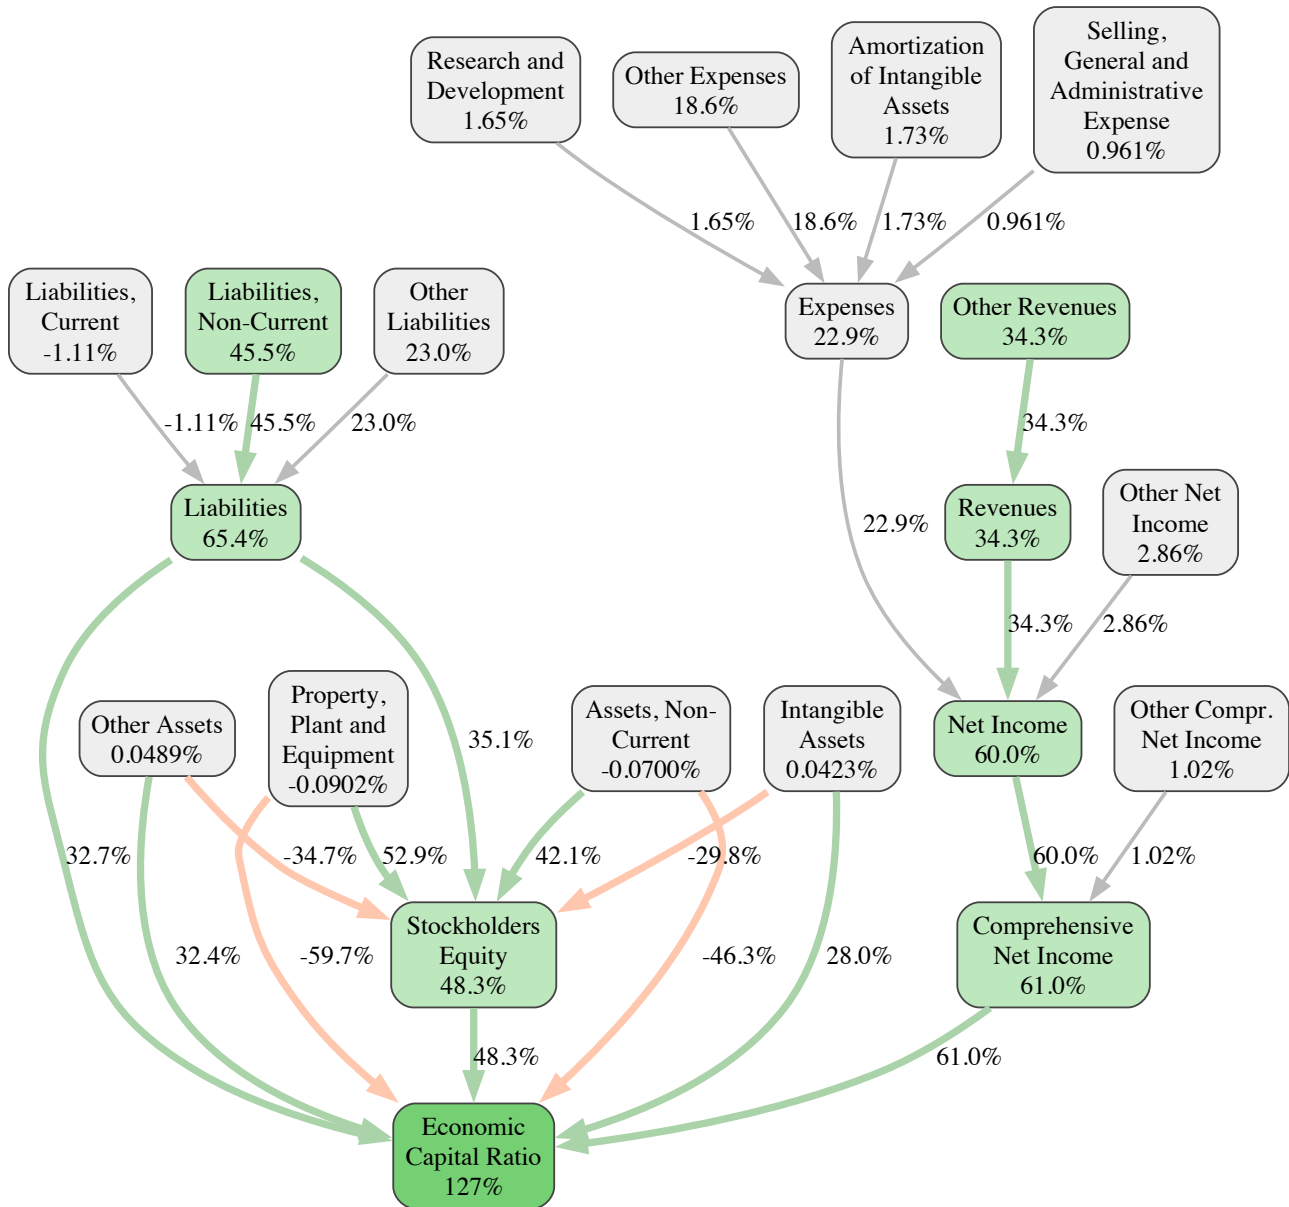 Research and
Development
1.65%
Other Expenses
18.6%
Amortization
of Intangible
Assets
1.73%
Selling,
General and
Administrative
Expense
0.961%
1.65%
18.6%
1.73%
0.961%
Liabilities,
Current
-1.11%
Liabilities,
Non-Current
45.5%
Other
Liabilities
23.0%
Expenses
22.9%
Other Revenues
34.3%
-1.11%
45.5%
23.0%
34.3%
Liabilities
65.4%
22.9%
Revenues
34.3%
Other Net
Income
2.86%
34.3%
2.86%
Other Assets
0.0489%
Property,
Plant and
Equipment
-0.0902%
35.1%
Assets, Non-
Current
-0.0700%
Intangible
Assets
0.0423%
Net Income
60.0%
Other Compr.
Net Income
1.02%
32.7%
-34.7%
52.9%
42.1%
-29.8%
60.0%
1.02%
32.4%
-59.7%
Stockholders
Equity
48.3%
-46.3%
28.0%
Comprehensive
Net Income
61.0%
48.3%
61.0%
Economic
Capital Ratio
127%